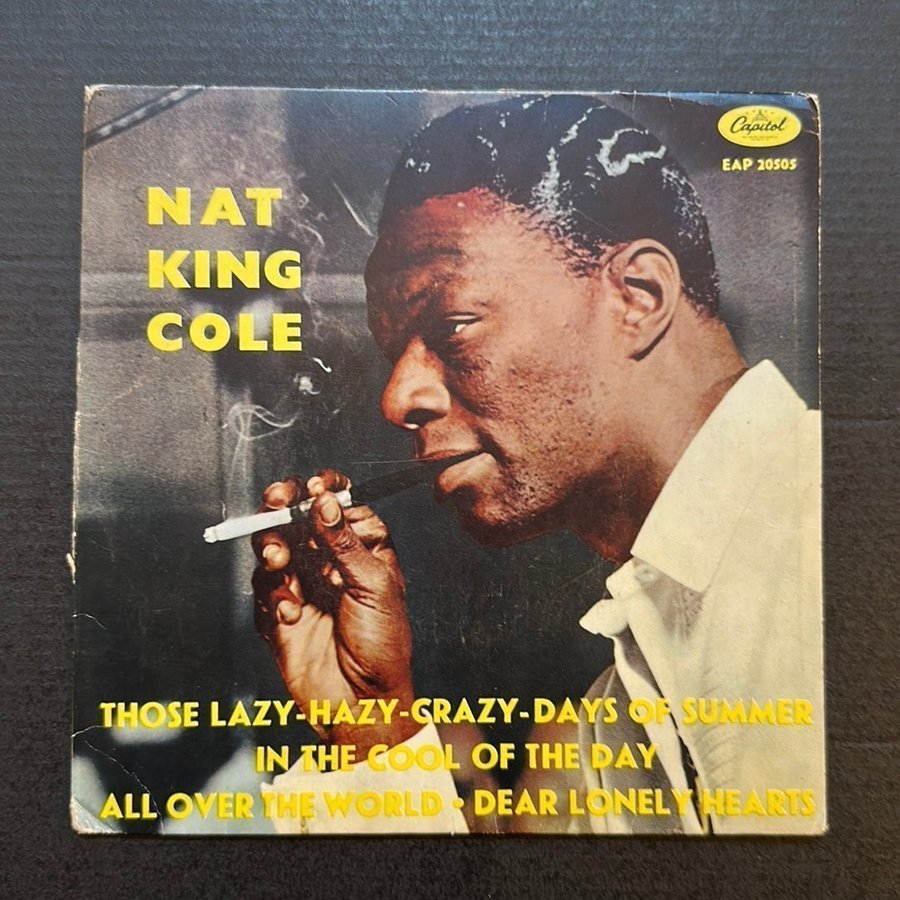 Capitol
EAP 20505
NAT
KING
COLE
THOSE LAZY-HAZY-CRAZY-DAYS OF SUMMER
IN THE COOL OF THE DAY
ALL OVER THE WORLD · DEAR LONELY HEARTS